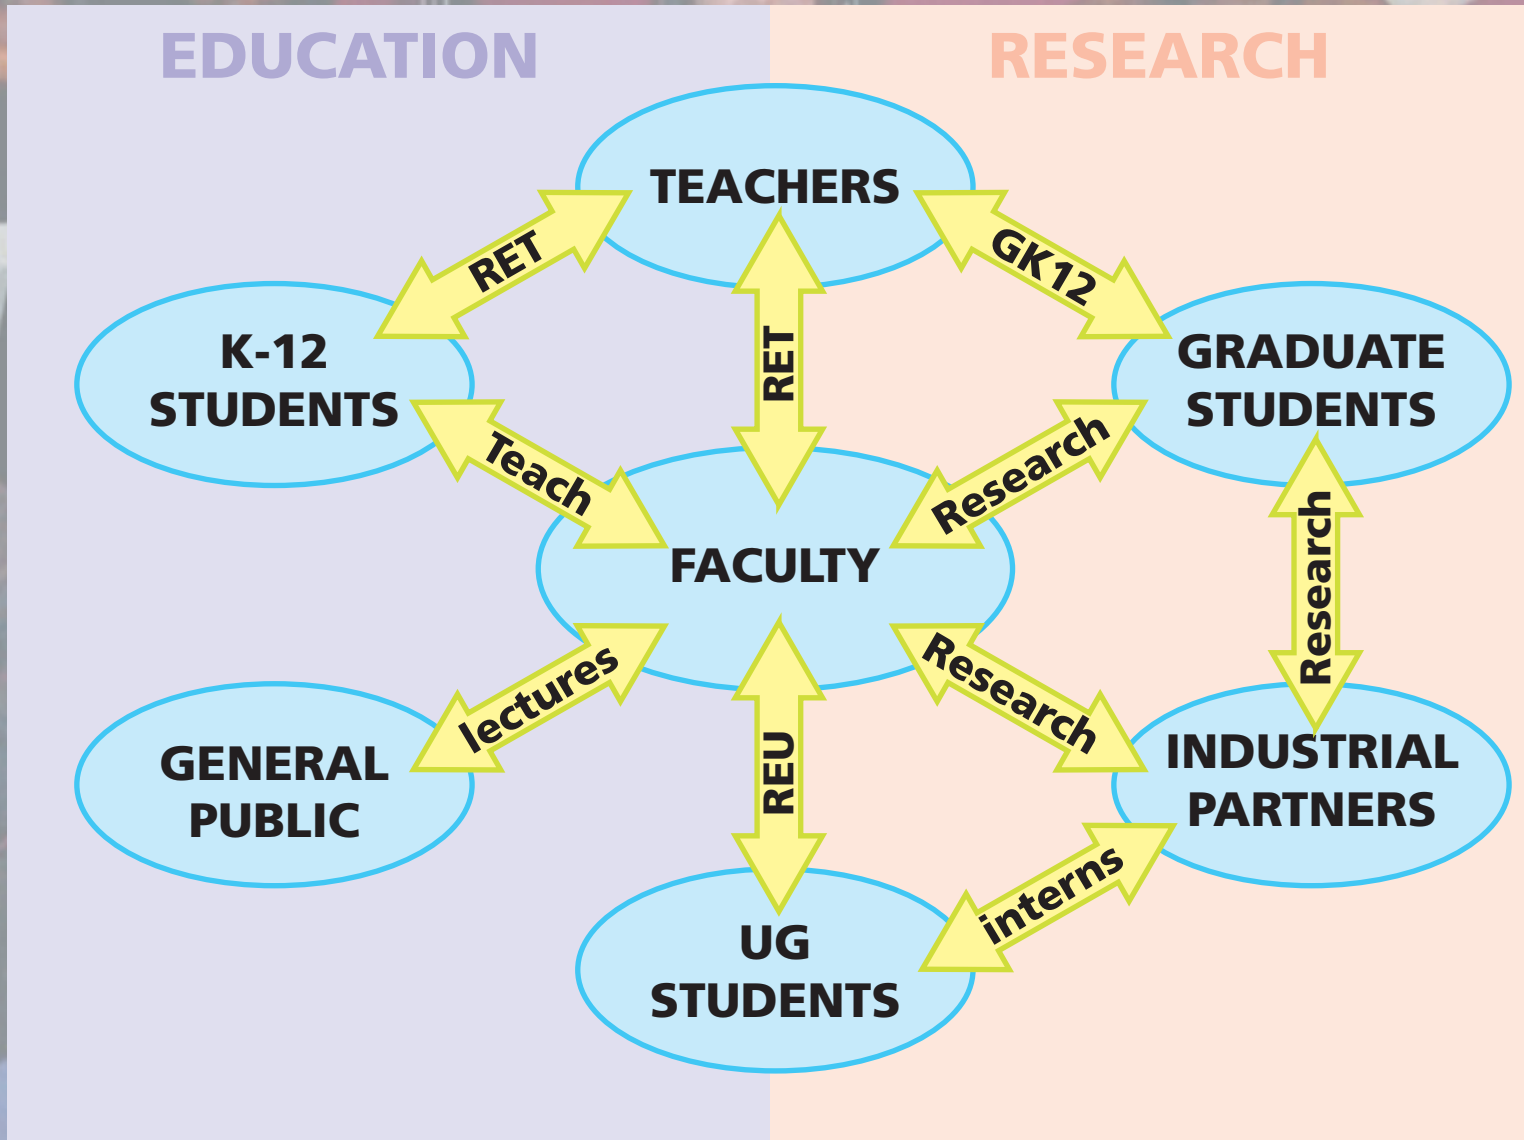 EDUCATION
RESEARCH
TEACHERS
RET
GK12
K-12
STUDENTS
RET
GRADUATE
STUDENTS
Teach
Research
FACULTY
Research
lectures
Research
GENERAL
PUBLIC
REU
INDUSTRIAL
PARTNERS
interns
UG
STUDENTS